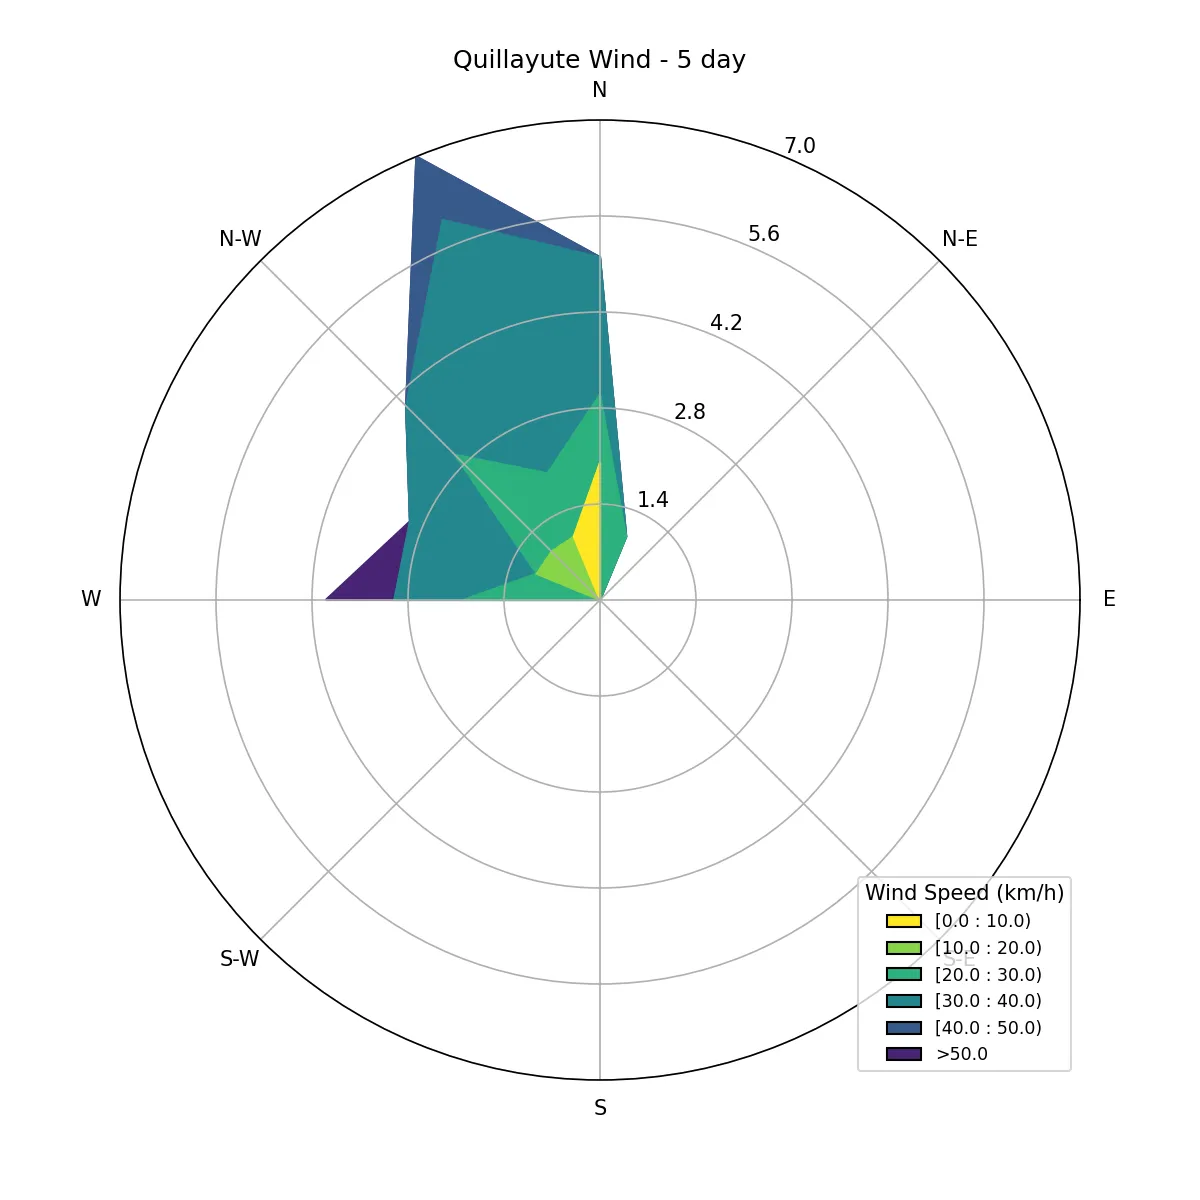 Quillayute Wind - 5 day
N
7.0
N-W
5.6
N-E
4.2
2.8
1.4
W
E
Wind Speed (km/h)
[0.0 : 10.0)
[10.0 : 20.0)
S-W
S-E
[20.0 : 30.0)
[30.0 : 40.0)
[40.0 : 50.0)
>50.0
S